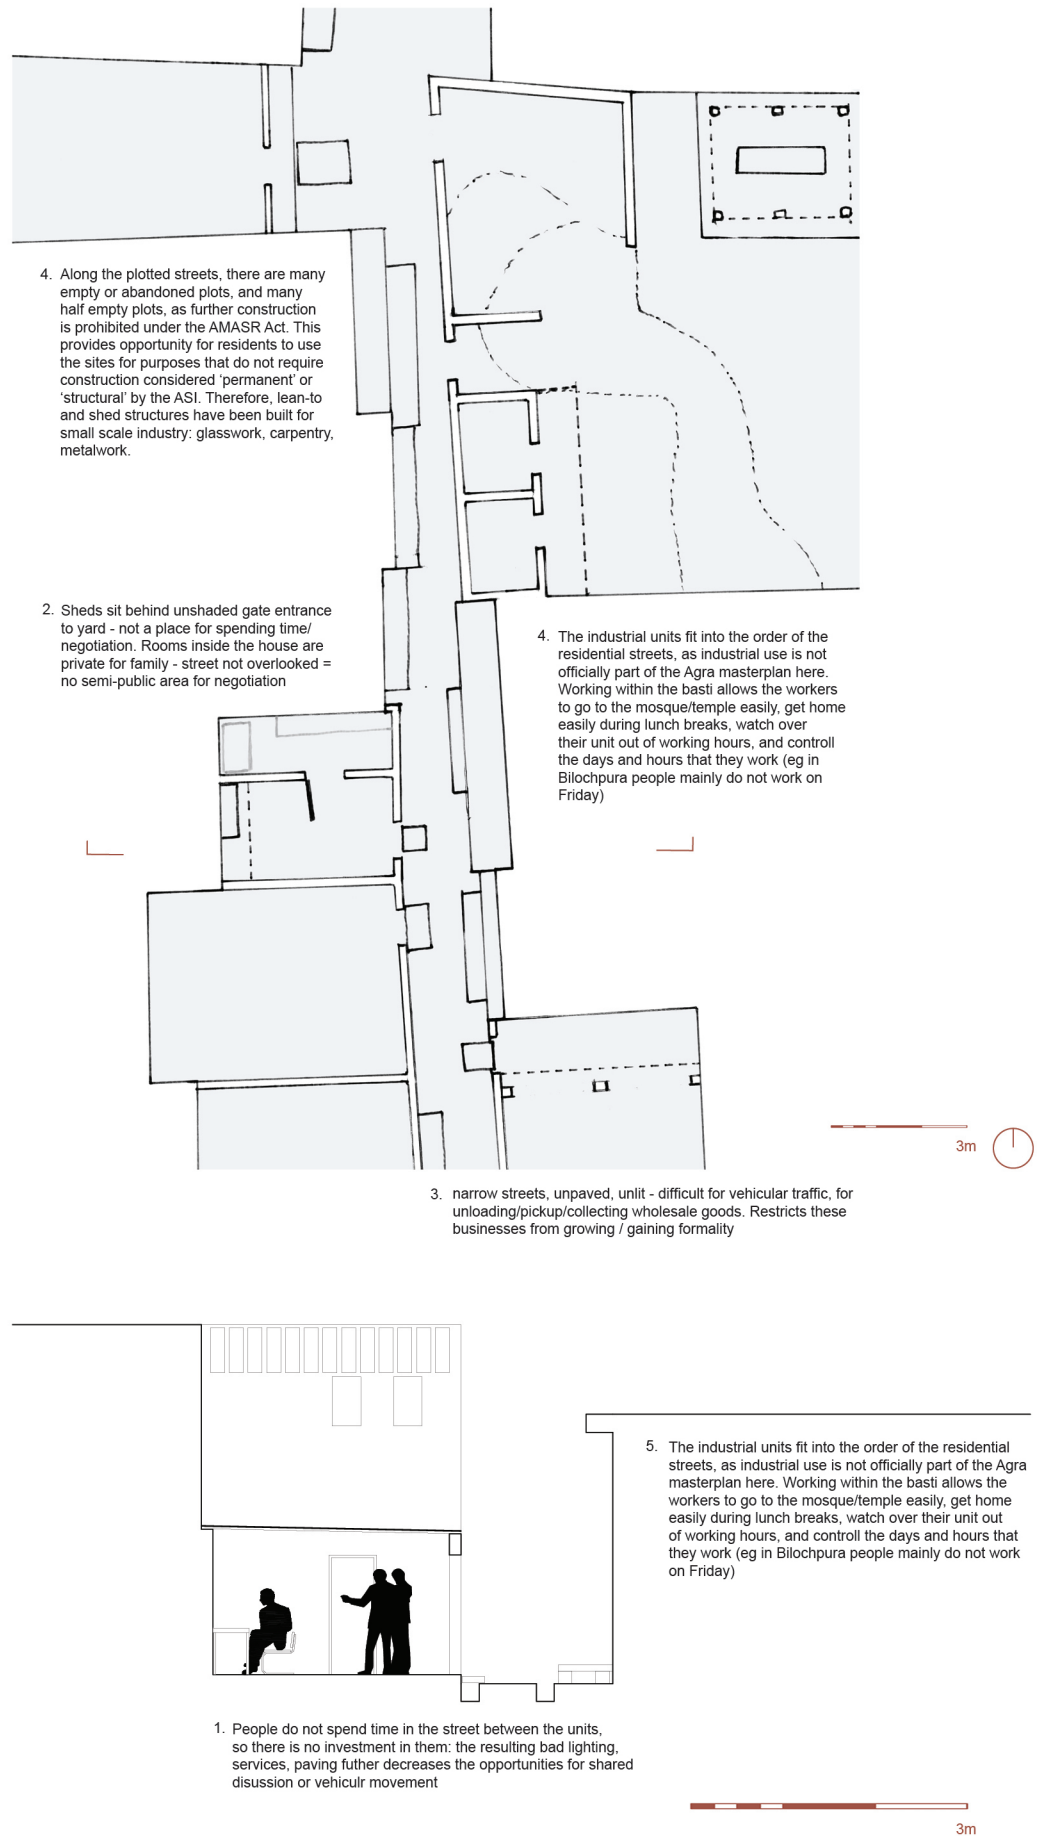 4. Along the plotted streets, there are many
empty or abandoned plots, and many
half empty plots, as further construction
is prohibited under the AMASR Act. This
provides opportunity for residents to use
the sites for purposes that do not require
construction considered ‘permanent’ or
‘structural’ by the ASI. Therefore, lean-to
and shed structures have been built for
small scale industry: glasswork, carpentry,
metalwork.
2. Sheds sit behind unshaded gate entrance
to yard - not a place for spending time/
negotiation. Rooms inside the house are
private for family - street not overlooked =
no semi-public area for negotiation
4. The industrial units fit into the order of the
residential streets, as industrial use is not
officially part of the Agra masterplan here.
Working within the basti allows the workers
to go to the mosque/temple easily, get home
easily during lunch breaks, watch over
their unit out of working hours, and controll
the days and hours that they work (eg in
Bilochpura people mainly do not work on
Friday)
3m
3. narrow streets, unpaved, unlit - difficult for vehicular traffic, for
unloading/pickup/collecting wholesale goods. Restricts these
businesses from growing / gaining formality
5. The industrial units fit into the order of the residential
streets, as industrial use is not officially part of the Agra
masterplan here. Working within the basti allows the
workers to go to the mosque/temple easily, get home
easily during lunch breaks, watch over their unit out
of working hours, and controll the days and hours that
they work (eg in Bilochpura people mainly do not work
on Friday)
1. People do not spend time in the street between the units,
so there is no investment in them: the resulting bad lighting,
services, paving futher decreases the opportunities for shared
disussion or vehiculr movement
3m